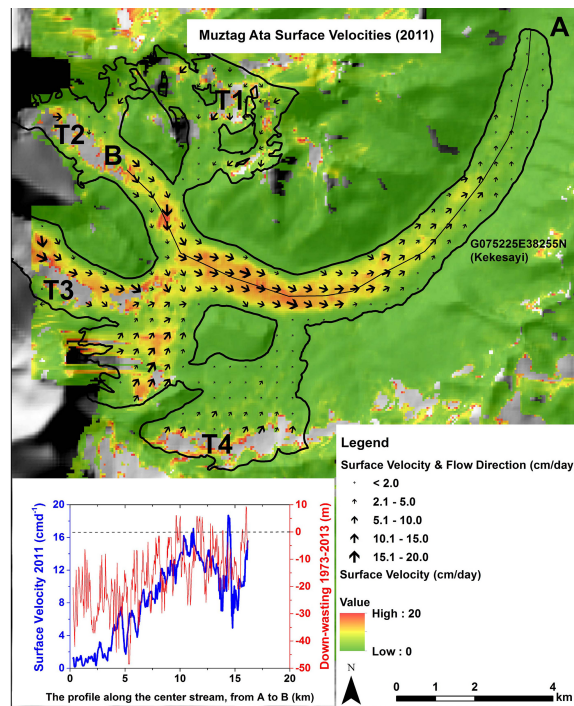 Muztag Ata Surface Velocities (2011)
A
T1
T2
B
G075225E38255N
(Kekesayi)
T3
T4
Legend
Surface Velocity & Flow Direction (cm/day)
< 2.0
2.1 - 5.0
5.1 - 10.0
10.1 - 15.0
15.1 - 20.0
Surface Velocity (cm/day)
Value
High : 20
Low : 0
N
0 1 2 3 4
km
Surface Velocity 2011 (cmd-1)
20
16
12
8
4
0
Down-wasting 1973-2013 (m)
10
0
-10
-20
-30
-40
-50
0 5 10 15 20
The profile along the center stream, from A to B (km)